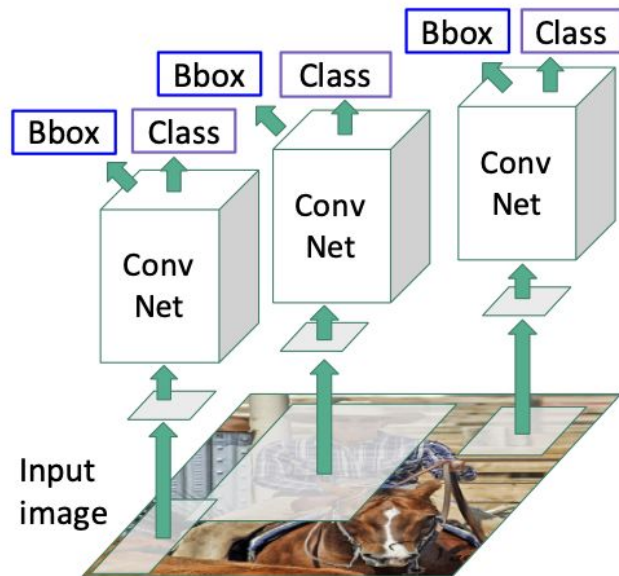 Bbox
Class
Bbox
Class
Bbox
Class
Conv
Net
Conv
Net
Conv
Net
Input
image